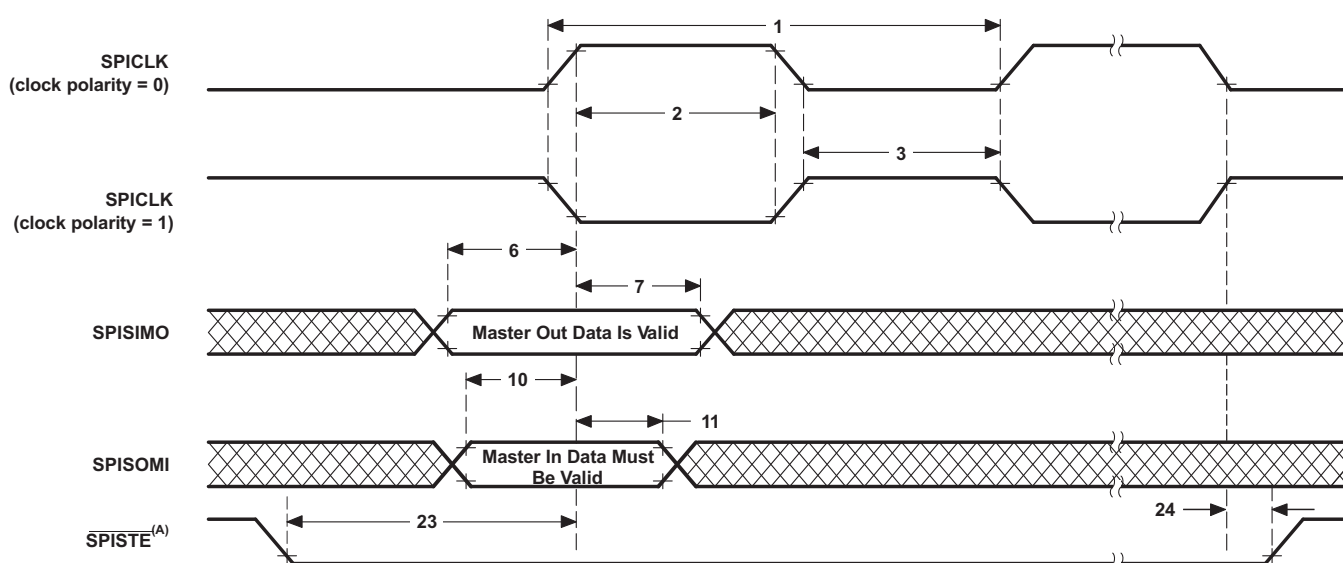 1
SPICLK
(clock polarity = 0)
2
3
SPICLK
(clock polarity = 1)
6
7
SPISIMO
Master Out Data Is Valid
10
11
SPISOMI
Master In Data Must
Be Valid
23
24
SPISTE(A)